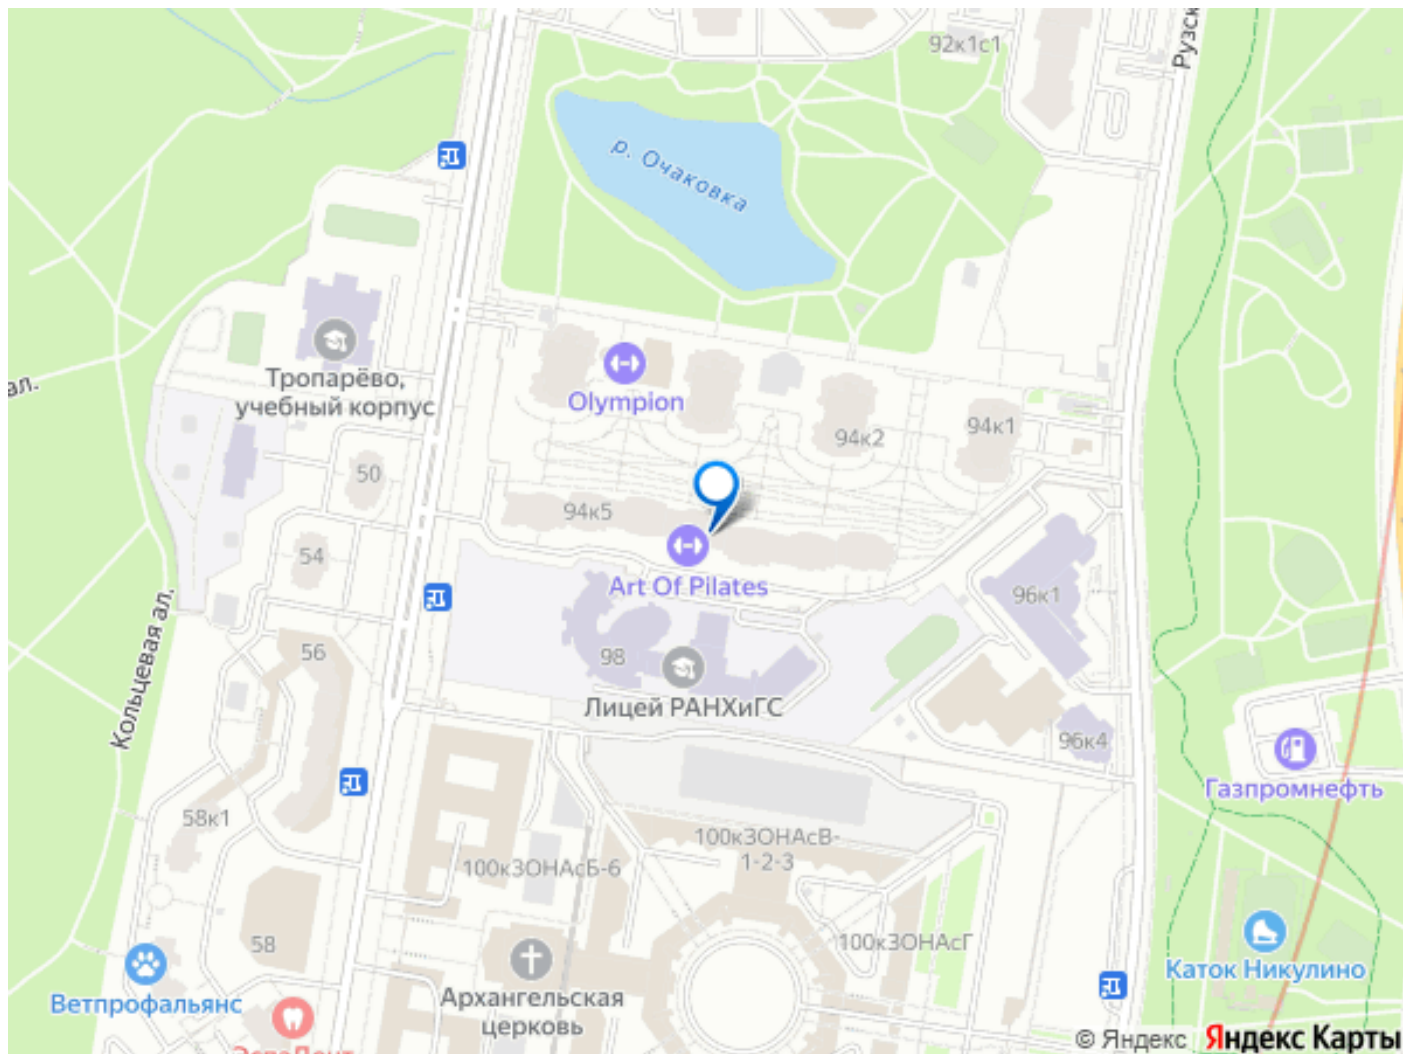 92к1с1
Рузск
р. Очаковка
Тропарёво,
учебный корпус
ал.
Olympion
94к2
94к1
50
94к5
54
Art Of Pilates
96к1
Кольцевая ал.
56
98
Лицей РАНХиГС
96к4
Газпромнефть
58к1
100кЗОНАсВ-
1-2-3
100кЗОНАсБ-6
58
100кЗОНАсГ
Ветпрофальянс
Архангельская
церковь
Каток Никулино
© Яндекс Яндекс Карты